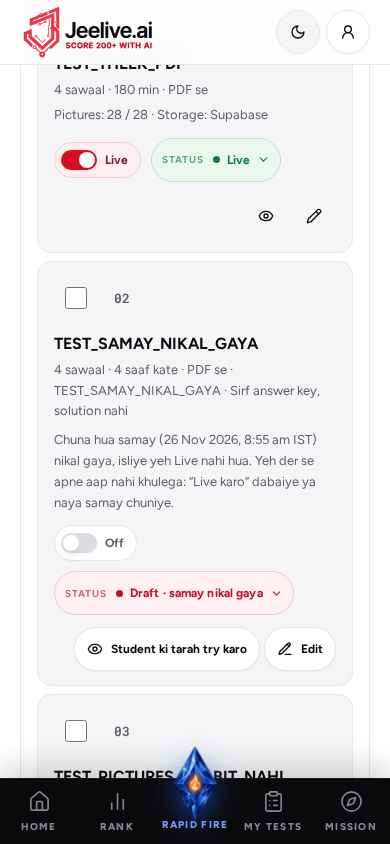 Jeelive.ai
SCORE 200+ WITH AI
TEST_THEEK_PDF
4 sawaal · 180 min · PDF se
Pictures: 28 / 28 · Storage: Supabase
Live
STATUS Live
02
TEST_SAMAY_NIKAL_GAYA
4 sawaal · 4 saaf kate · PDF se ·
TEST_SAMAY_NIKAL_GAYA · Sirf answer key,
solution nahi
Chuna hua samay (26 Nov 2026, 8:55 am IST)
nikal gaya, isliye yeh Live nahi hua. Yeh der se
apne aap nahi khulega: “Live karo” dabaiye ya
naya samay chuniye.
Off
STATUS Draft · samay nikal gaya
Student ki tarah try karo
Edit
03
HOME
RANK
RAPID FIRE
MY TESTS
MISSION